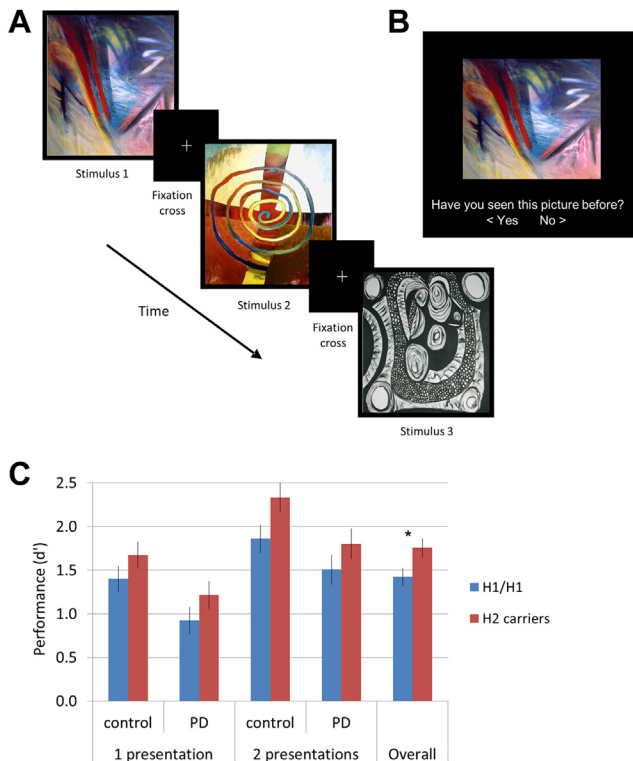 A
Stimulus 1
Fixation
cross
Stimulus 2
Fixation
cross
Stimulus 3
Time
B
Have you seen this picture before?
< Yes No >
C
Performance (d')
2.5
2.0
1.5
1.0
0.5
0.0
*
H1/H1
H2 carriers
control PD control PD
1 presentation 2 presentations Overall